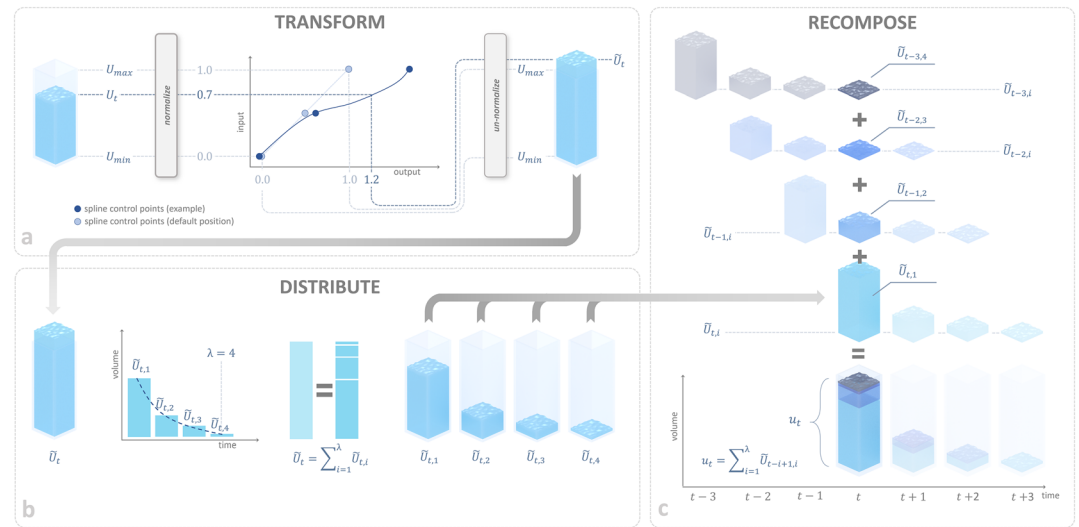 TRANSFORM
U_max
U_t
U_min
normalize
1.0
0.7
0.0
input
output
0.0
1.0
1.2
un-normalize
U_max
U_min
Ũ_t
spline control points (example)
spline control points (default position)
a
DISTRIBUTE
Ũ_t
volume
Ũ_{t,1}
Ũ_{t,2}
Ũ_{t,3}
Ũ_{t,4}
λ = 4
time
=
Ũ_t = ∑_{i=1}^{λ} Ũ_{t,i}
Ũ_{t,1}
Ũ_{t,2}
Ũ_{t,3}
Ũ_{t,4}
b
RECOMPOSE
Ũ_{t−3,4}
Ũ_{t−3,i}
+
Ũ_{t−2,3}
Ũ_{t−2,i}
+
Ũ_{t−1,2}
Ũ_{t−1,i}
+
Ũ_{t,1}
Ũ_{t,i}
=
volume
u_t
u_t = ∑_{i=1}^{λ} Ũ_{t−i+1,i}
t − 3
t − 2
t − 1
t
t + 1
t+2
t+3
time
c